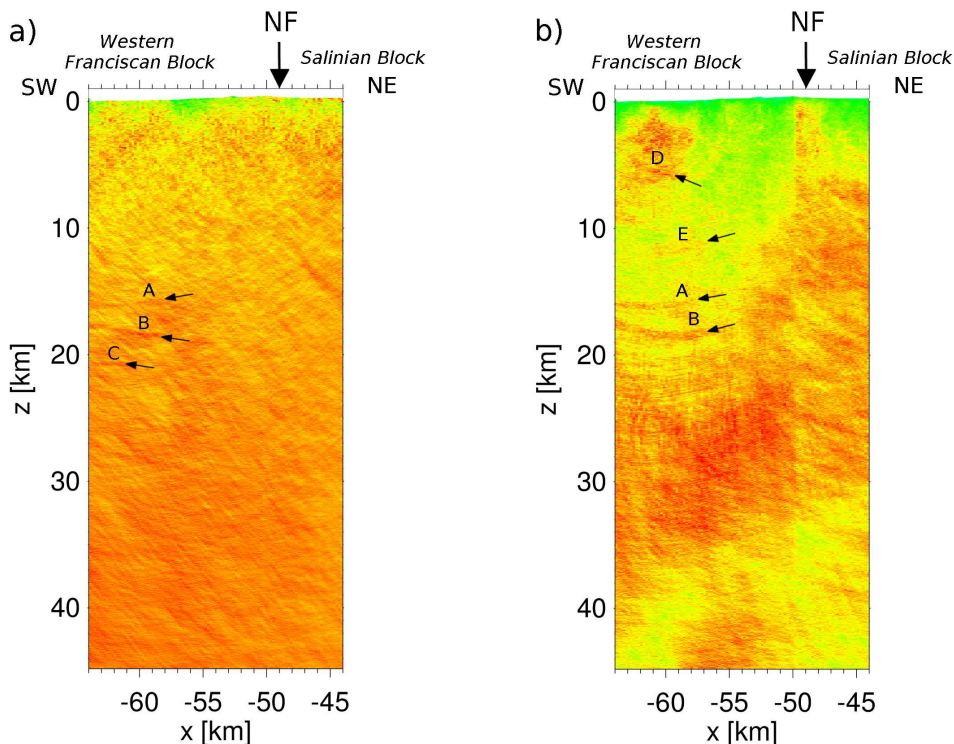 a)
NF
Western
Franciscan Block
Salinian Block
SW
NE
0
10
20
30
40
z [km]
A
B
C
-60
-55
-50
-45
x [km]
b)
NF
Western
Franciscan Block
Salinian Block
SW
NE
0
10
20
30
40
z [km]
D
E
A
B
-60
-55
-50
-45
x [km]